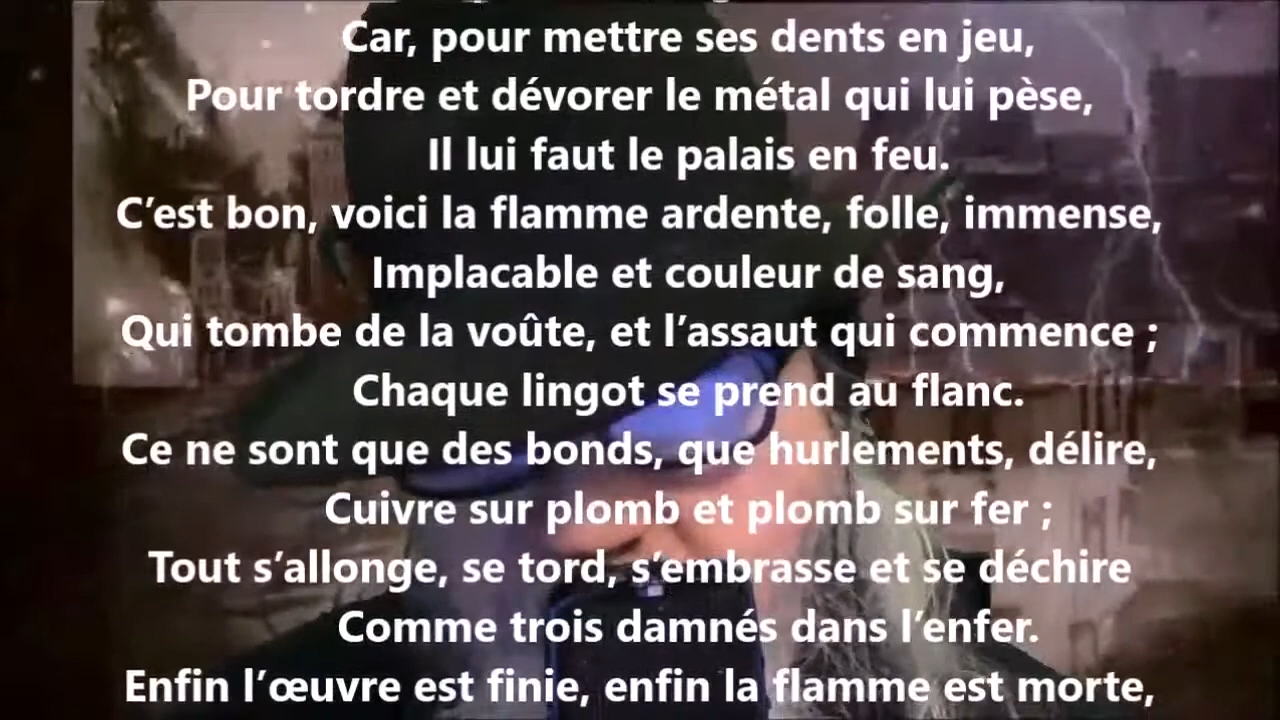 Car, pour mettre ses dents en jeu,
Pour tordre et dévorer le métal qui lui pèse,
Il lui faut le palais en feu.
C’est bon, voici la flamme ardente, folle, immense,
Implacable et couleur de sang,
Qui tombe de la voûte, et l’assaut qui commence ;
Chaque lingot se prend au flanc.
Ce ne sont que des bonds, que hurlements, délire,
Cuivre sur plomb et plomb sur fer ;
Tout s’allonge, se tord, s’embrasse et se déchire
Comme trois damnés dans l’enfer.
Enfin l’œuvre est finie, enfin la flamme est morte,